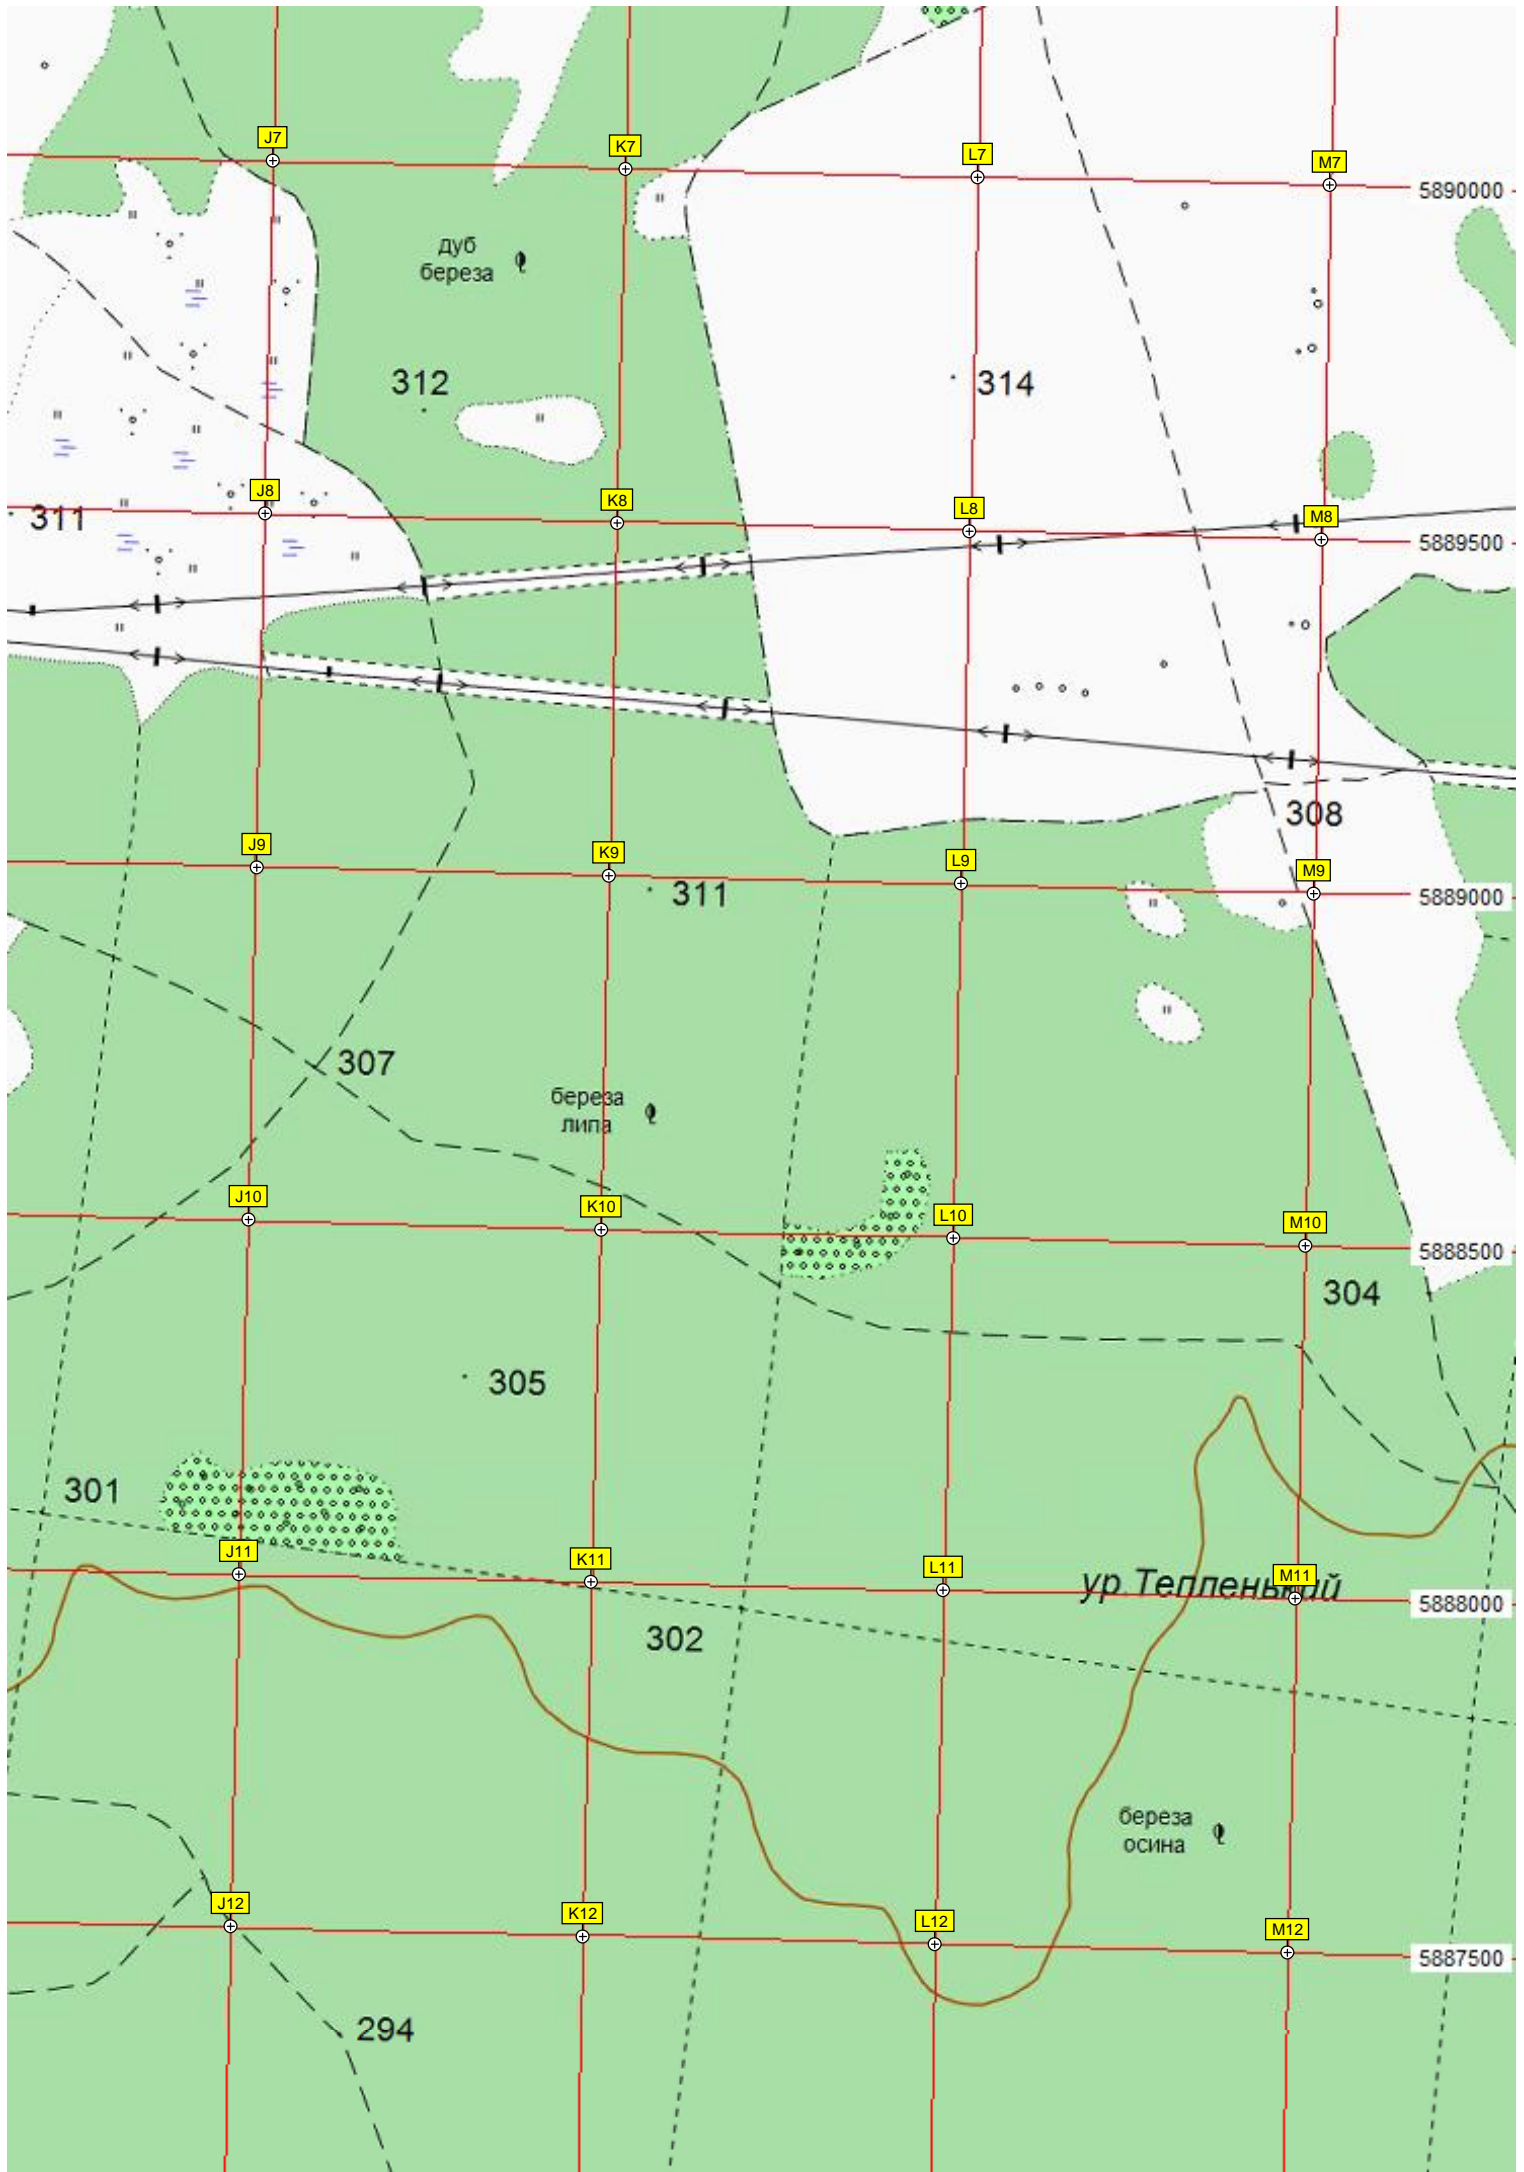 J7
K7
L7
M7
5890000
дуб
береза
312
314
J8
K8
L8
M8
311
5889500
308
J9
K9
L9
M9
311
5889000
307
береза
липа
J10
K10
L10
M10
5888500
304
305
301
J11
K11
L11
M11
ур.Тепленький
5888000
302
береза
осина
J12
K12
L12
M12
5887500
294